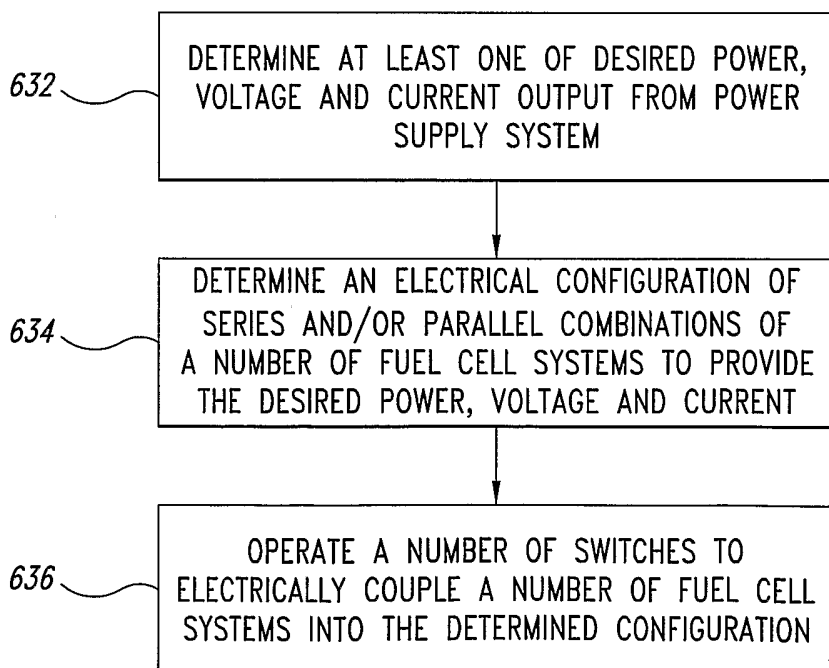 632
DETERMINE AT LEAST ONE OF DESIRED POWER,
VOLTAGE AND CURRENT OUTPUT FROM POWER
SUPPLY SYSTEM
634
DETERMINE AN ELECTRICAL CONFIGURATION OF
SERIES AND/OR PARALLEL COMBINATIONS OF
A NUMBER OF FUEL CELL SYSTEMS TO PROVIDE
THE DESIRED POWER, VOLTAGE AND CURRENT
636
OPERATE A NUMBER OF SWITCHES TO
ELECTRICALLY COUPLE A NUMBER OF FUEL CELL
SYSTEMS INTO THE DETERMINED CONFIGURATION